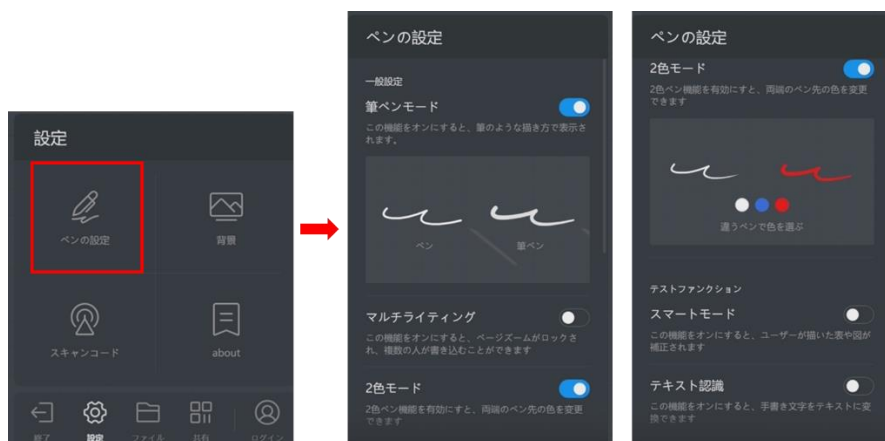 設定
ペンの設定
背景
スキャンコード
about
終了
設定
ファイル
共有
ログイン
ペンの設定
一般設定
筆ペンモード
この機能をオンにすると、筆のような描き方で表示さ
れます。
ペン
筆ペン
マルチライティング
この機能をオンにすると、ページズームがロックさ
れ、複数の人が書き込むことができます
2色モード
2色ペン機能を有効にすと、両端のペン先の色を変更
できます
ペンの設定
2色モード
2色ペン機能を有効にすと、両端のペン先の色を変更
できます
違うペンで色を選ぶ
テストファンクション
スマートモード
この機能をオンにすると、ユーザーが描いた表や図が
補正されます
テキスト認識
この機能をオンにすると、手書き文字をテキストに変
換できます